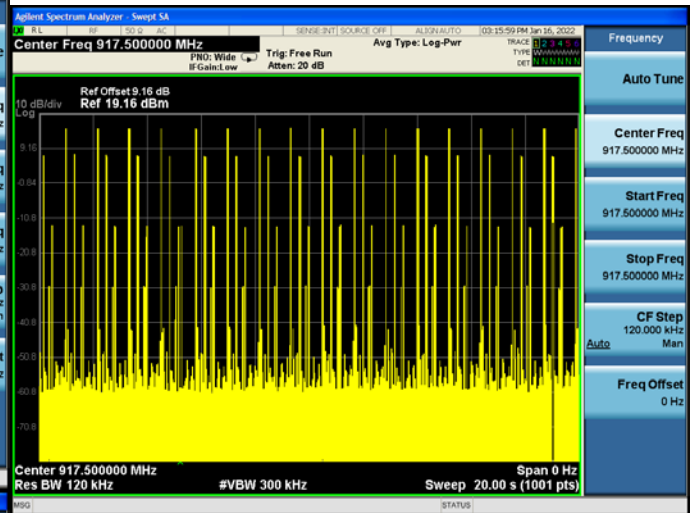 Agilent Spectrum Analyzer - Swept SA
RL RF 50 Ω AC SENSE:INT SOURCE OFF ALIGN AUTO 03:15:59 PM Jan 16, 2022
Center Freq 917.500000 MHz
PNO: Wide
IFGain:Low
Trig: Free Run
Atten: 20 dB
Avg Type: Log-Pwr
TRACE 1 2 3 4 5 6
TYPE
DET N N N N N N
Frequency
Ref Offset 9.16 dB
10 dB/div Ref 19.16 dBm
Log
9.16
-0.84
-10.8
-20.8
-30.8
-40.8
-50.8
-60.8
-70.8
Auto Tune
Center Freq
917.500000 MHz
Start Freq
917.500000 MHz
Stop Freq
917.500000 MHz
CF Step
120.000 kHz
Auto Man
Freq Offset
0 Hz
Center 917.500000 MHz Span 0 Hz
Res BW 120 kHz #VBW 300 kHz Sweep 20.00 s (1001 pts)
MSG STATUS